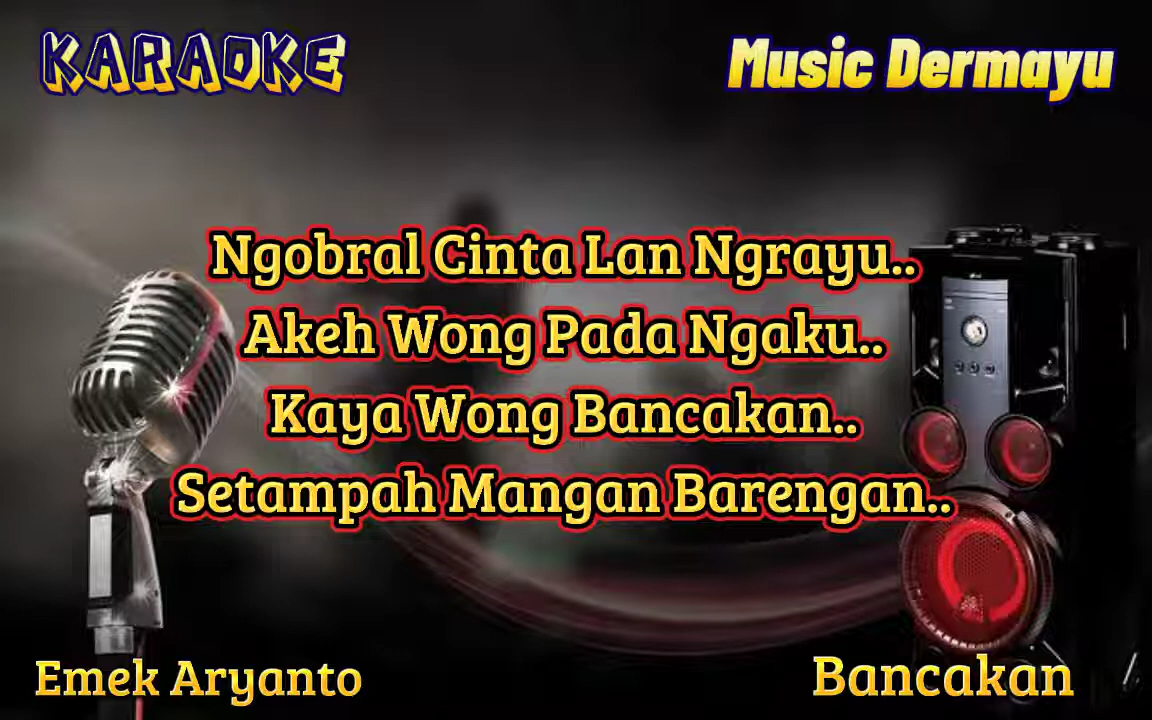 KARAOKE
Music Dermayu
Ngobral Cinta Lan Ngrayu..
Akeh Wong Pada Ngaku..
Kaya Wong Bancakan..
Setampah Mangan Barengan..
Emek Aryanto
Bancakan